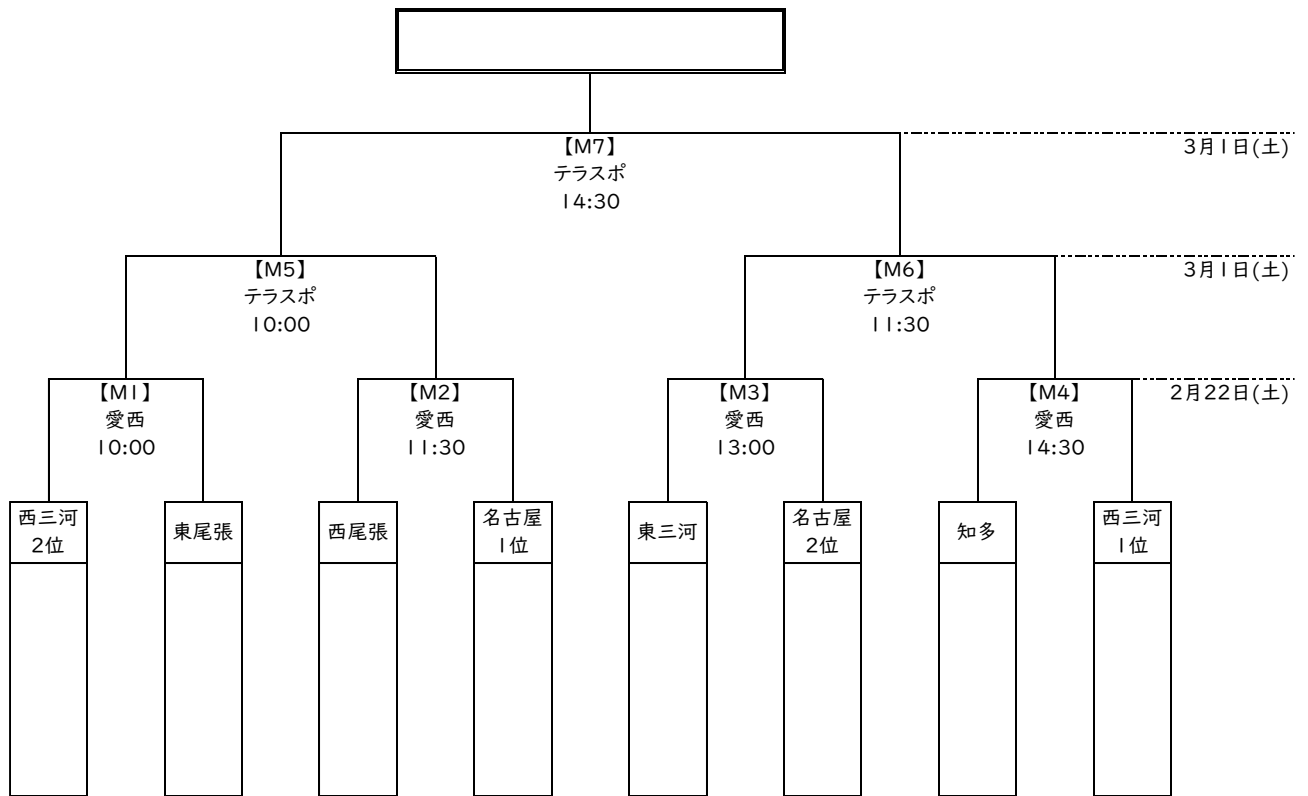 【M7】
テラスポ
14:30
3月1日(土)
【M5】
テラスポ
10:00
【M6】
テラスポ
11:30
3月1日(土)
【M1】
愛西
10:00
【M2】
愛西
11:30
【M3】
愛西
13:00
【M4】
愛西
14:30
2月22日(土)
西三河
2位
東尾張
西尾張
名古屋
1位
東三河
名古屋
2位
知多
西三河
1位